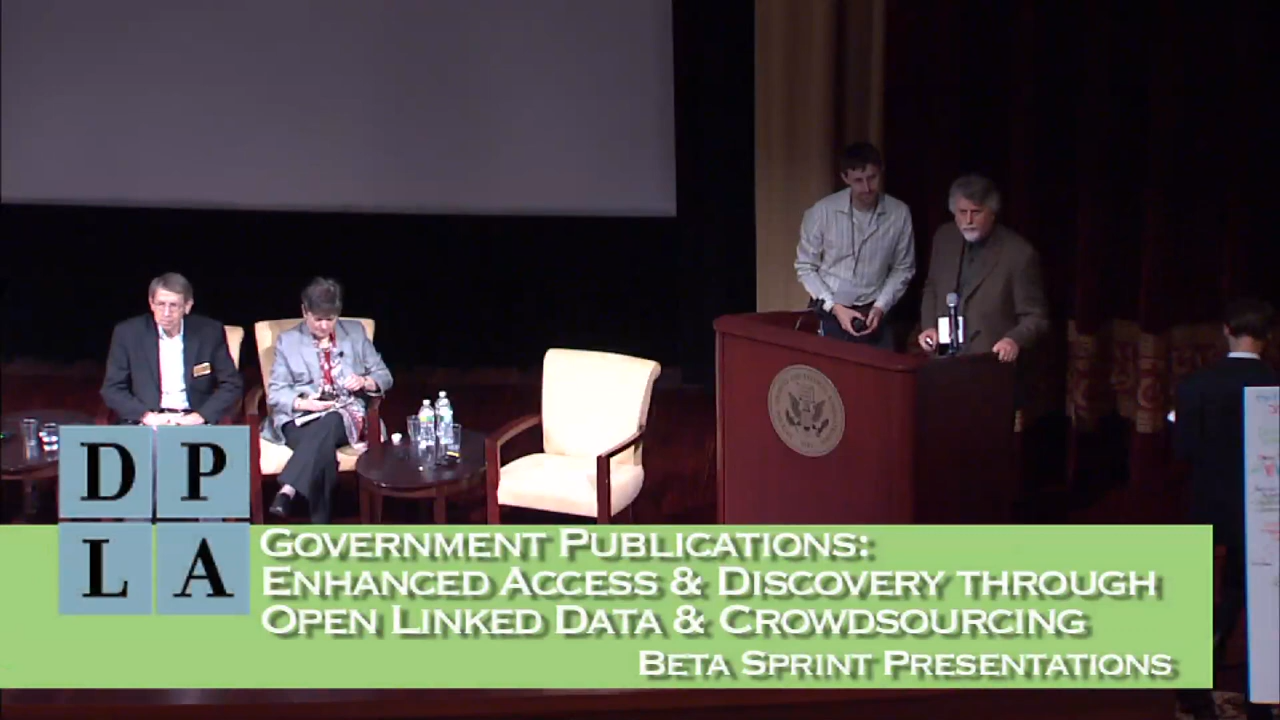 D P
L A
GOVERNMENT PUBLICATIONS:
ENHANCED ACCESS & DISCOVERY THROUGH
OPEN LINKED DATA & CROWDSOURCING
BETA SPRINT PRESENTATIONS